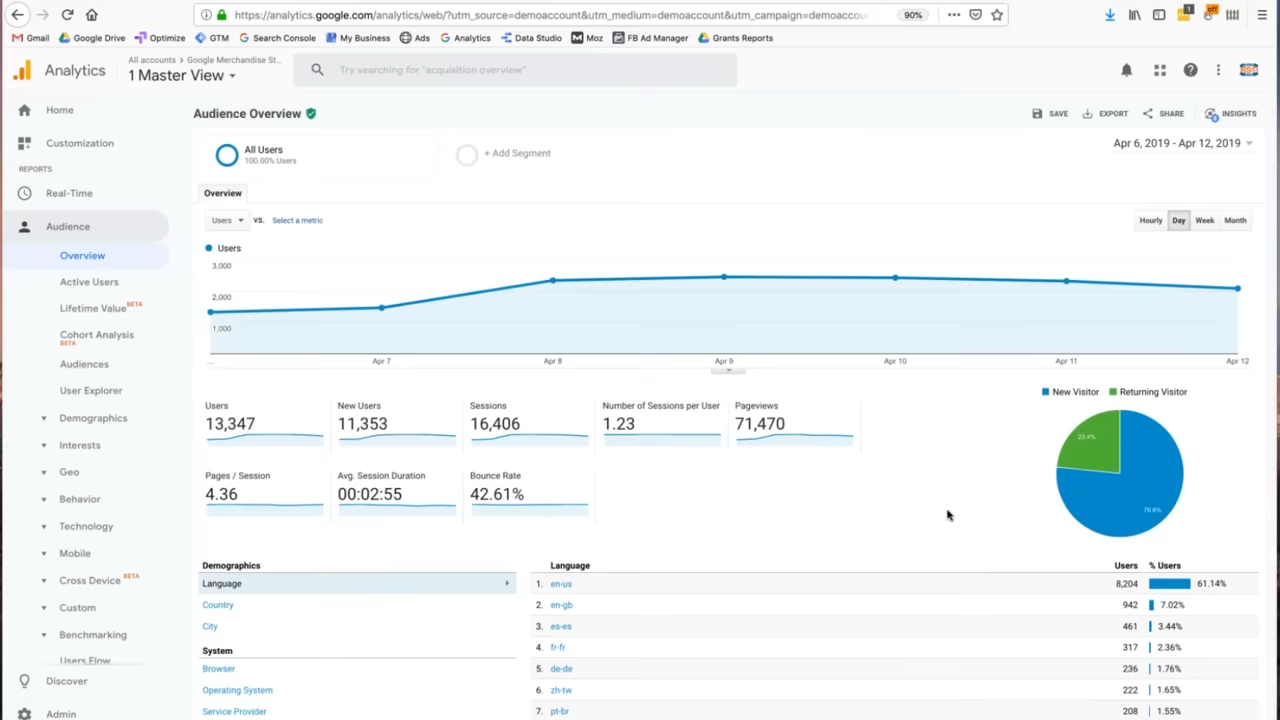 https://analytics.google.com/analytics/web/?utm_source=demoaccount&utm_medium=demoaccount&utm_campaign=demoaccou
90%
off
Gmail Google Drive Optimize GTM Search Console My Business Ads Analytics Data Studio Moz FB Ad Manager Grants Reports
Analytics
All accounts > Google Merchandise St...
1 Master View
Try searching for "acquisition overview"
Home
Customization
REPORTS
Real-Time
Audience
Overview
Active Users
Lifetime Value BETA
Cohort Analysis
BETA
Audiences
User Explorer
Demographics
Interests
Geo
Behavior
Technology
Mobile
Cross Device BETA
Custom
Benchmarking
Users Flow
Discover
Admin
Audience Overview
SAVE EXPORT SHARE INSIGHTS
All Users
100.00% Users
+ Add Segment
Apr 6, 2019 - Apr 12, 2019
Overview
Users VS. Select a metric
Hourly Day Week Month
Users
3,000
2,000
1,000
... Apr 7 Apr 8 Apr 9 Apr 10 Apr 11 Apr 12
New Visitor Returning Visitor
Users New Users Sessions Number of Sessions per User Pageviews
13,347 11,353 16,406 1.23 71,470
23.4%
Pages / Session Avg. Session Duration Bounce Rate
4.36 00:02:55 42.61%
Demographics
Language
Country
City
System
Browser
Operating System
Service Provider
Language Users % Users
1. en-us 8,204 61.14%
2. en-gb 942 7.02%
3. es-es 461 3.44%
4. fr-fr 317 2.36%
5. de-de 236 1.76%
6. zh-tw 222 1.65%
7. pt-br 208 1.55%